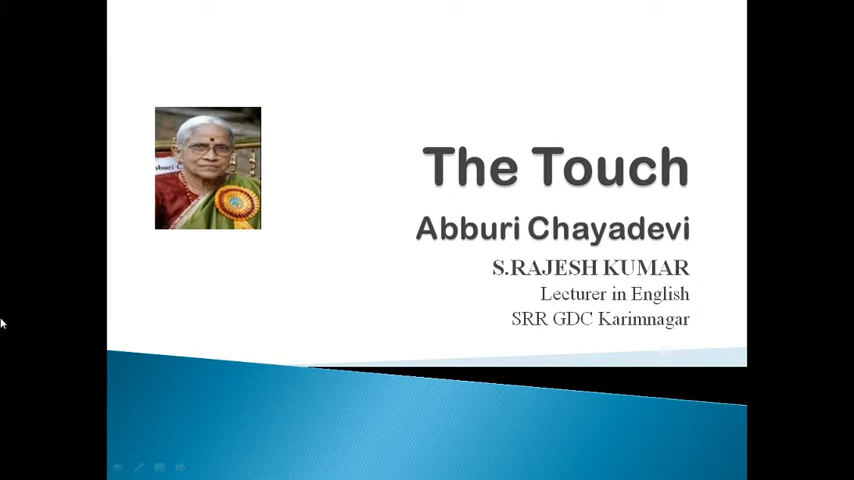 The Touch
Abburi Chayadevi
S.RAJESH KUMAR
Lecturer in English
SRR GDC Karimnagar